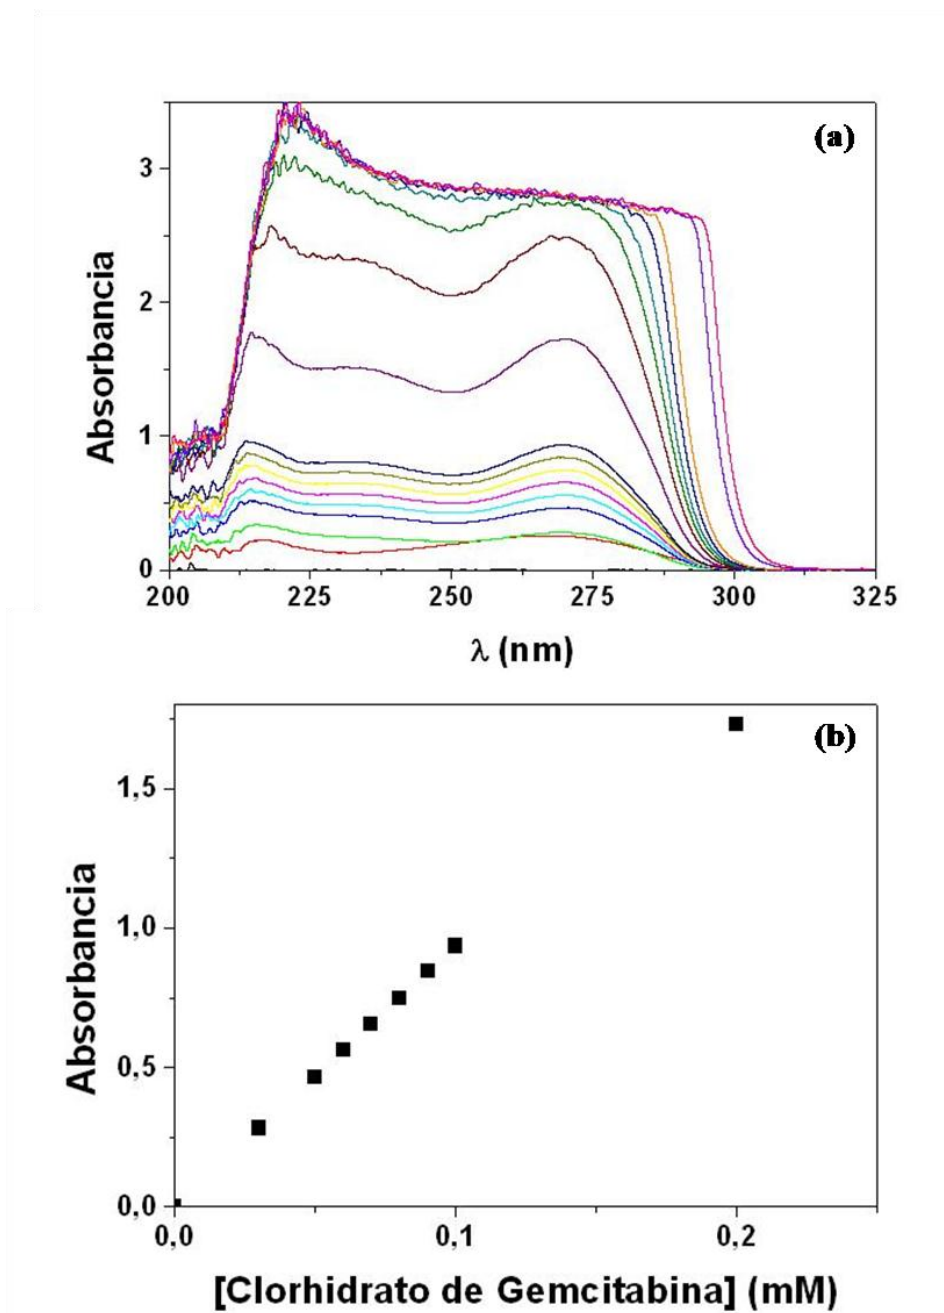 (a)
3
2
1
0
Absorbancia
200 225 250 275 300 325
λ (nm)
(b)
1,5
1,0
0,5
0,0
Absorbancia
0,0 0,1 0,2
[Clorhidrato de Gemcitabina] (mM)